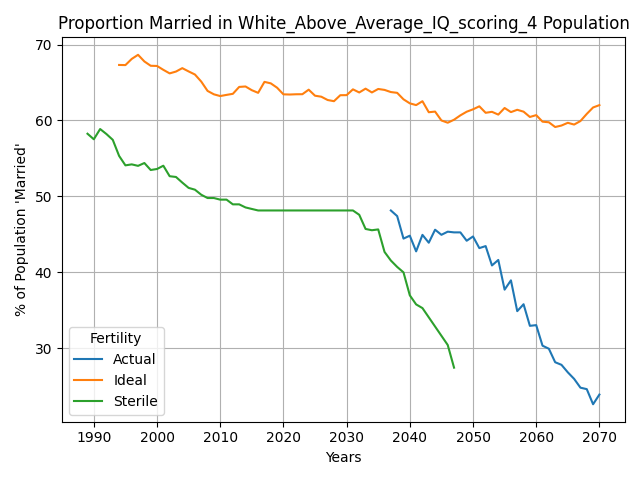 Proportion Married in White_Above_Average_IQ_scoring_4 Population
70
60
50
40
30
% of Population 'Married'
Fertility
Actual
Ideal
Sterile
1990 2000 2010 2020 2030 2040 2050 2060 2070
Years